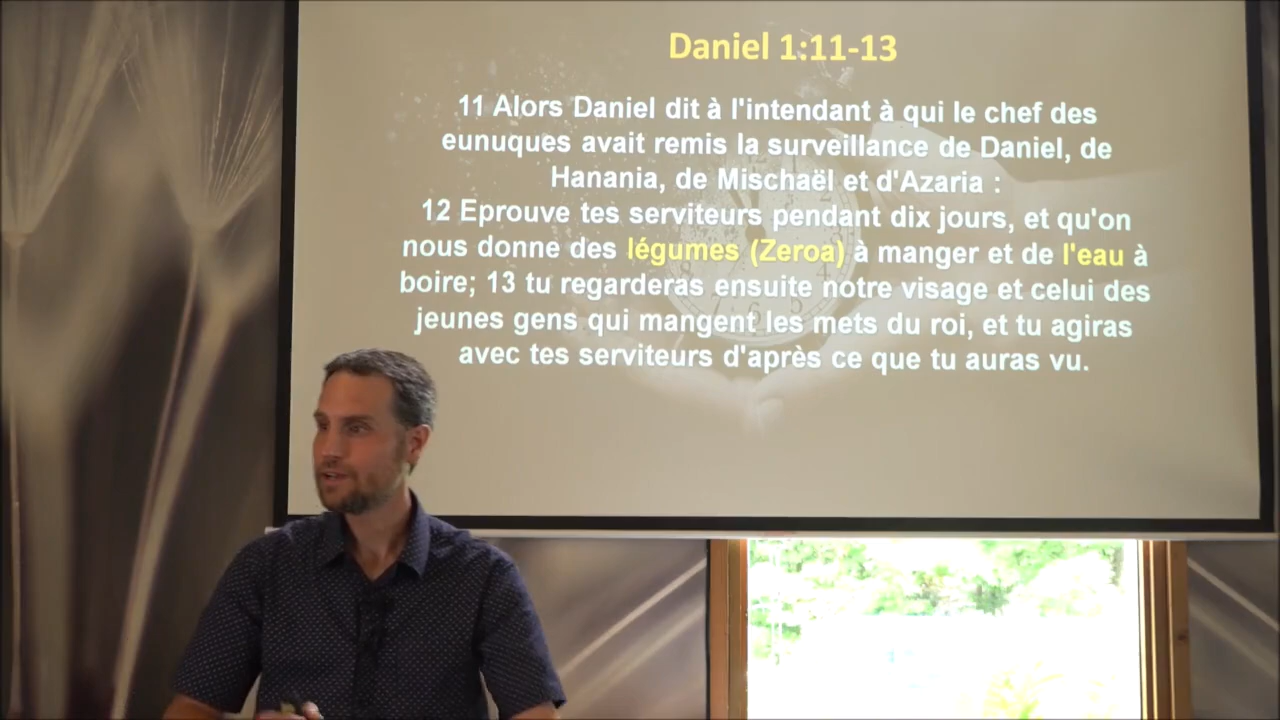 Daniel 1:11-13
11 Alors Daniel dit à l'intendant à qui le chef des
eunuques avait remis la surveillance de Daniel, de
Hanania, de Mischaël et d'Azaria :
12 Eprouve tes serviteurs pendant dix jours, et qu'on
nous donne des légumes (Zeroa) à manger et de l'eau à
boire; 13 tu regarderas ensuite notre visage et celui des
jeunes gens qui mangent les mets du roi, et tu agiras
avec tes serviteurs d'après ce que tu auras vu.